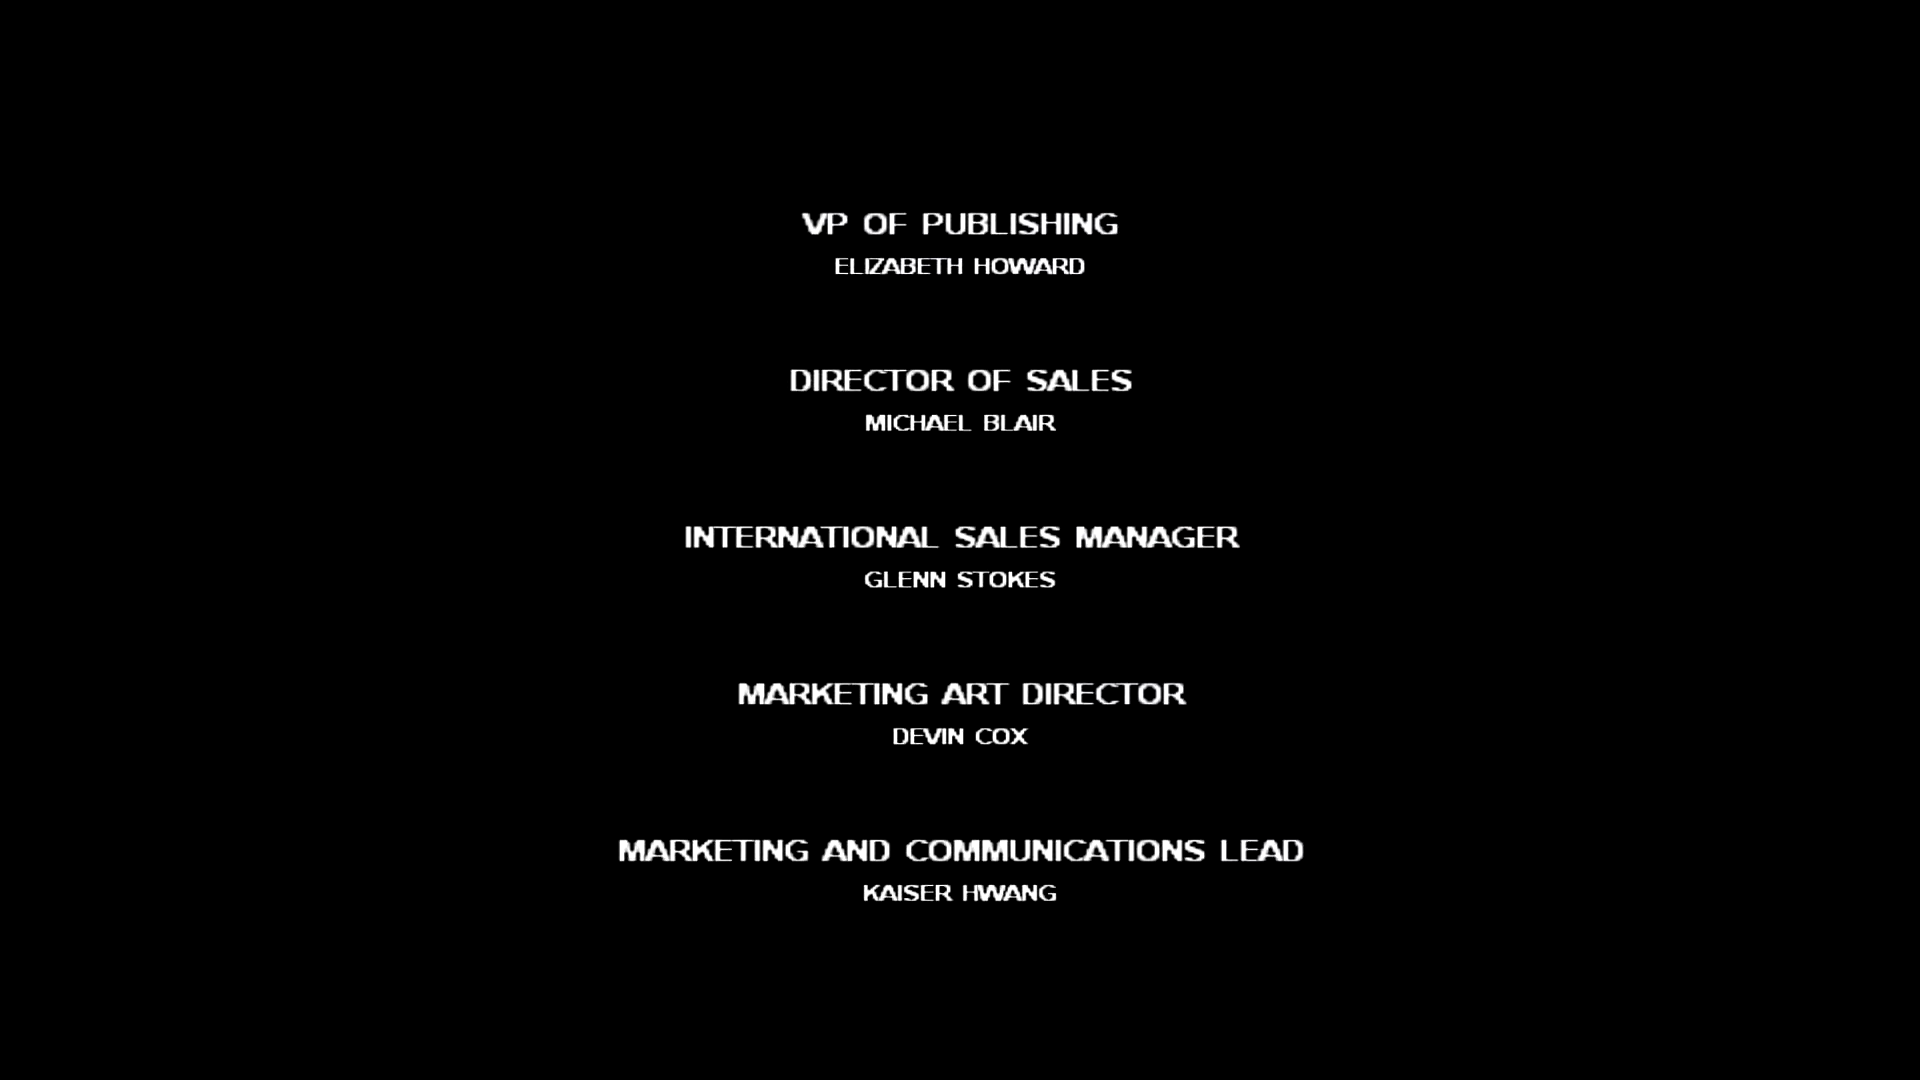 VP OF PUBLISHING
ELIZABETH HOWARD
DIRECTOR OF SALES
MICHAEL BLAIR
INTERNATIONAL SALES MANAGER
GLENN STOKES
MARKETING ART DIRECTOR
DEVIN COX
MARKETING AND COMMUNICATIONS LEAD
KAISER HWANG